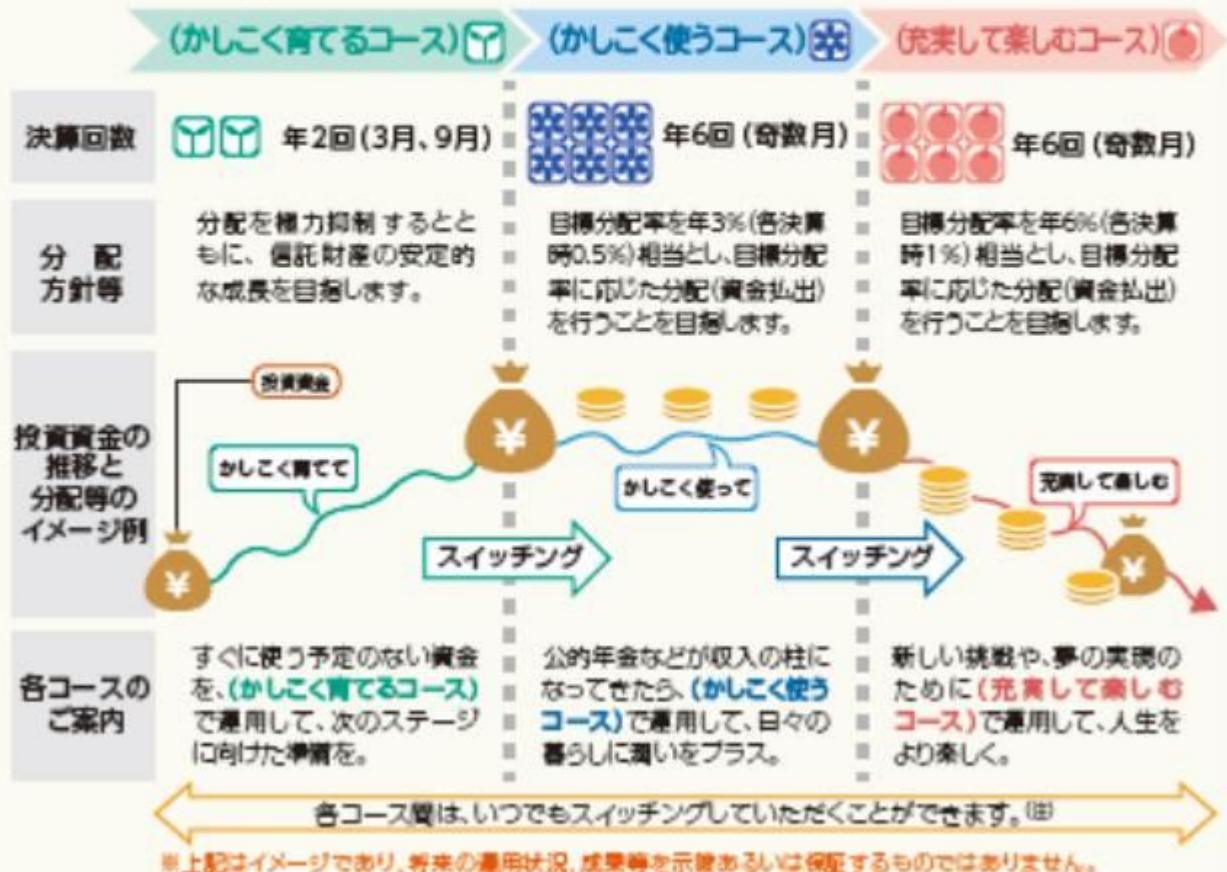 (かしこく育てるコース)
(かしこく使うコース)
(充実して楽しむコース)
決算回数
年2回(3月、9月)
年6回(奇数月)
年6回(奇数月)
分配
方針等
分配を極力抑制するとと
もに、信託財産の安定的
な成長を目指します。
目標分配率を年3%(各決算
時0.5%)相当とし、目標分配
率に応じた分配(資金払出)
を行うことを目指します。
目標分配率を年6%(各決算
時1%)相当とし、目標分配
率に応じた分配(資金払出)
を行うことを目指します。
投資資金の
推移と
分配等の
イメージ例
投資資金
¥
かしこく育てて
¥
スイッチング
かしこく使って
¥
スイッチング
充実して楽しむ
¥
各コースの
ご案内
すぐに使う予定のない資金
を、(かしこく育てるコース)
で運用して、次のステージ
に向けた準備を。
公的年金などが収入の柱に
なってきたら、(かしこく使う
コース)で運用して、日々の
暮らしに潤いをプラス。
新しい挑戦や、夢の実現の
ために(充実して楽しむ
コース)で運用して、人生を
より楽しく。
各コース間は、いつでもスイッチングしていただくことができます。(注)
※上記はイメージであり、将来の運用状況、成果等を示唆あるいは保証するものではありません。